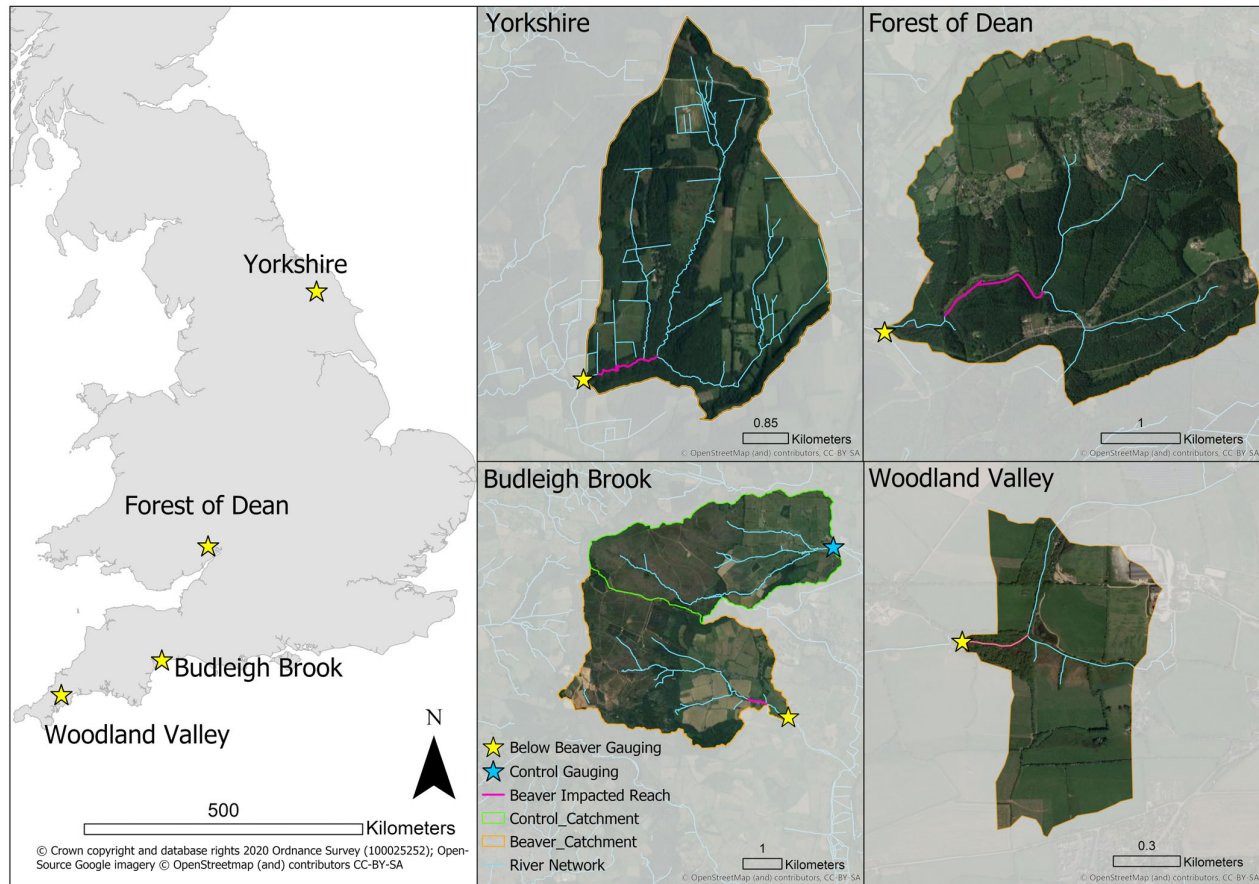 Yorkshire
Forest of Dean
Budleigh Brook
Woodland Valley
N
500
Kilometers
© Crown copyright and database rights 2020 Ordnance Survey (100025252); Open-
Source Google imagery © OpenStreetmap (and) contributors CC-BY-SA
Yorkshire
0.85
Kilometers
© OpenStreetMap (and) contributors, CC-BY-SA
Forest of Dean
1
Kilometers
© OpenStreetMap (and) contributors, CC-BY-SA
Budleigh Brook
Below Beaver Gauging
Control Gauging
Beaver Impacted Reach
Control_Catchment
Beaver_Catchment
River Network
1
Kilometers
© OpenStreetMap (and) contributors, CC-BY-SA
Woodland Valley
0.3
Kilometers
© OpenStreetMap (and) contributors, CC-BY-SA